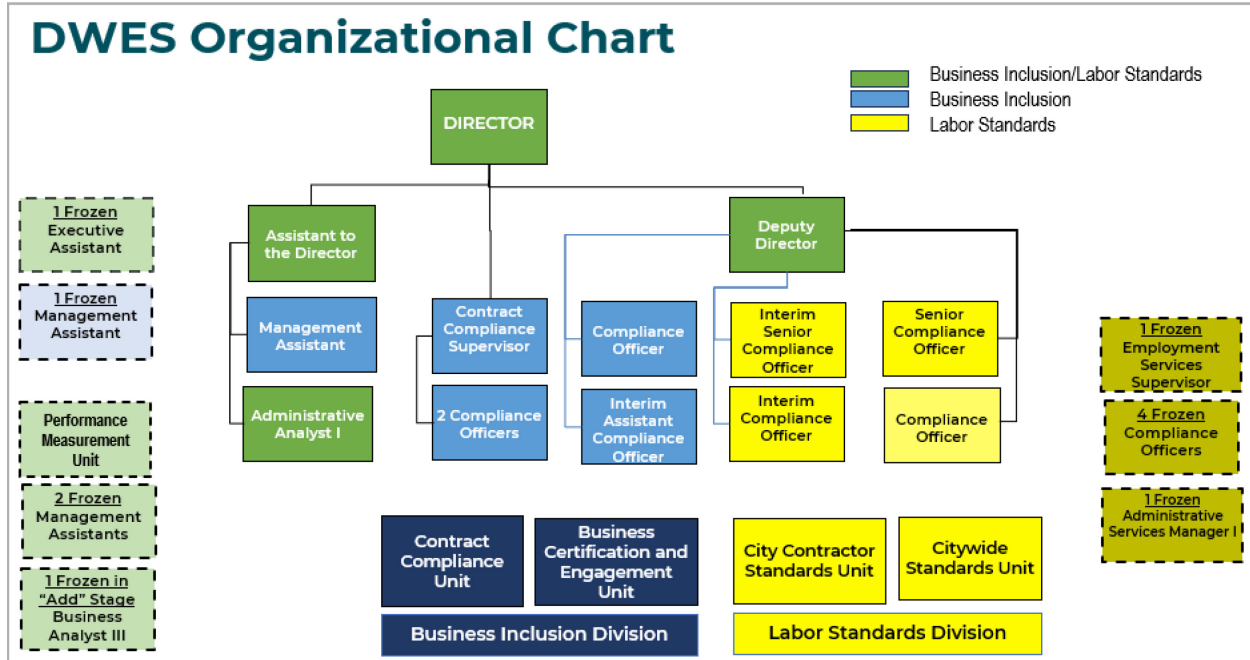 DWES Organizational Chart
Business Inclusion/Labor Standards
Business Inclusion
Labor Standards
DIRECTOR
1 Frozen
Executive
Assistant
Assistant to
the Director
Deputy
Director
1 Frozen
Management
Assistant
Management
Assistant
Contract
Compliance
Supervisor
Compliance
Officer
Interim
Senior
Compliance
Officer
Senior
Compliance
Officer
1 Frozen
Employment
Services
Supervisor
Performance
Measurement
Unit
Administrative
Analyst I
2 Compliance
Officers
Interim
Assistant
Compliance
Officer
Interim
Compliance
Officer
Compliance
Officer
4 Frozen
Compliance
Officers
2 Frozen
Management
Assistants
1 Frozen
Administrative
Services Manager I
1 Frozen in
"Add" Stage
Business
Analyst III
Contract
Compliance
Unit
Business
Certification and
Engagement
Unit
City Contractor
Standards Unit
Citywide
Standards Unit
Business Inclusion Division
Labor Standards Division